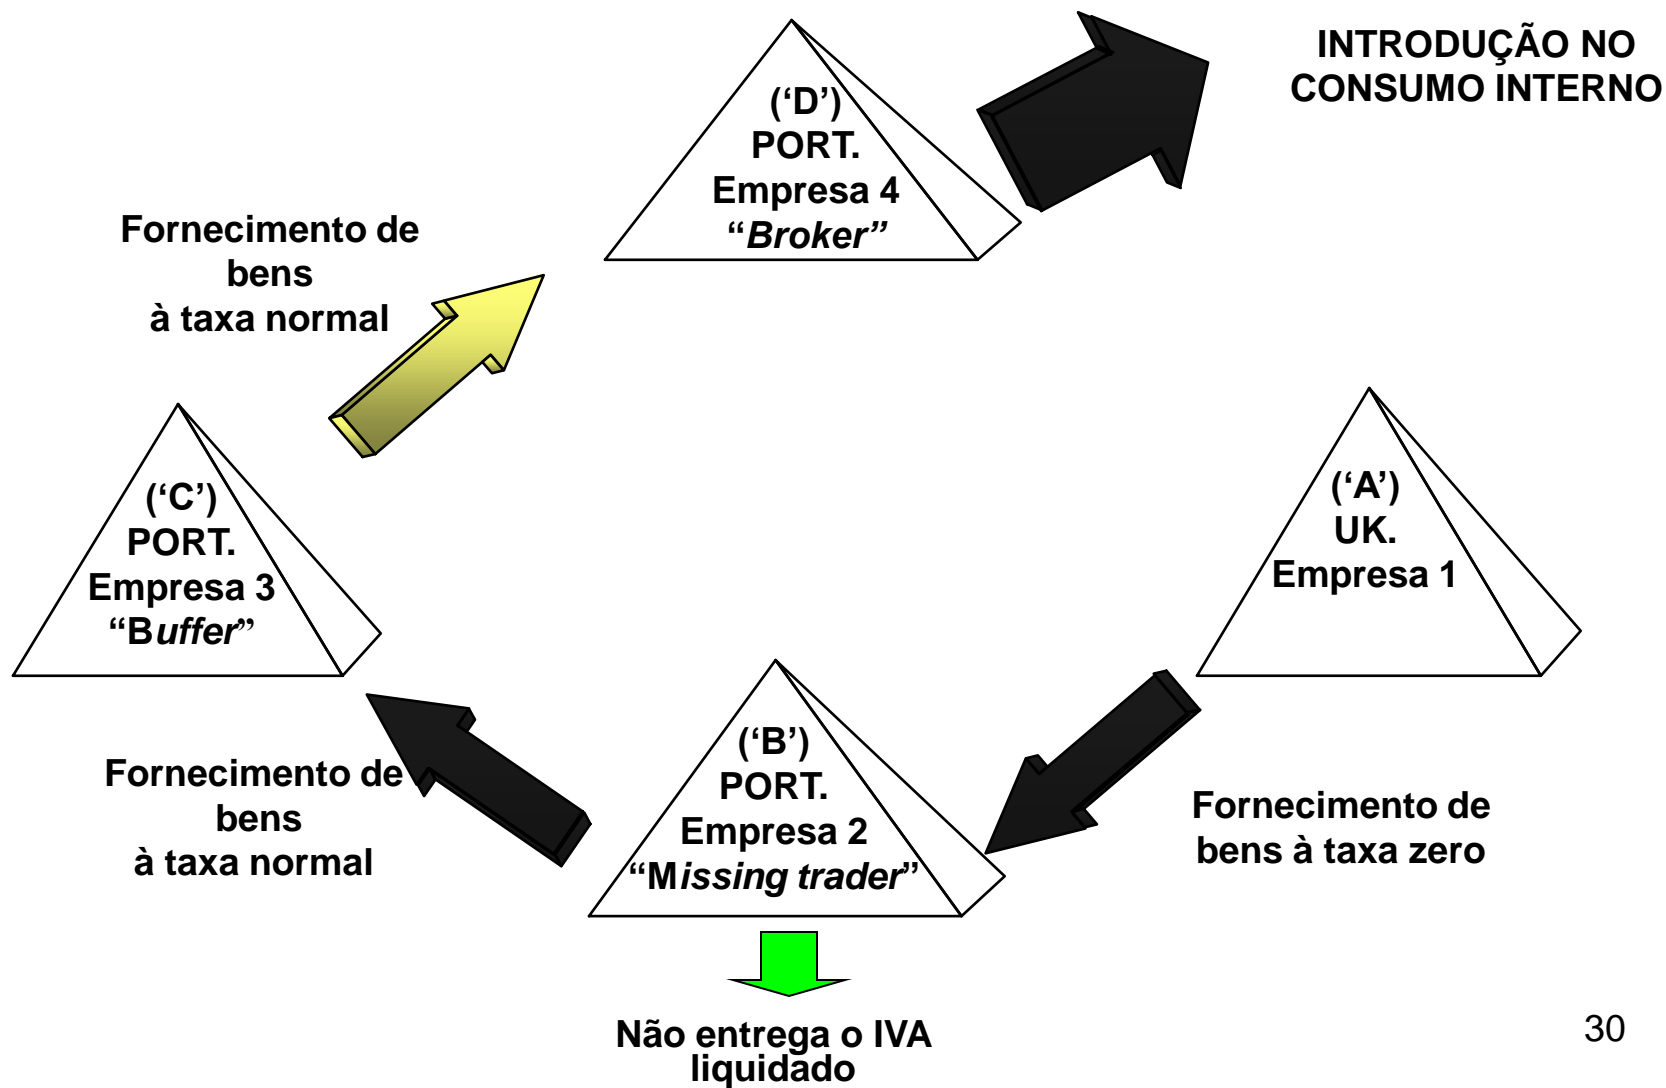 INTRODUÇÃO NO
CONSUMO INTERNO
(‘D’)
PORT.
Empresa 4
“Broker”
Fornecimento de
bens
à taxa normal
(‘C’)
PORT.
Empresa 3
“Buffer”
(‘A’)
UK.
Empresa 1
Fornecimento de
bens
à taxa normal
(‘B’)
PORT.
Empresa 2
“Missing trader”
Fornecimento de
bens à taxa zero
Não entrega o IVA
liquidado
30